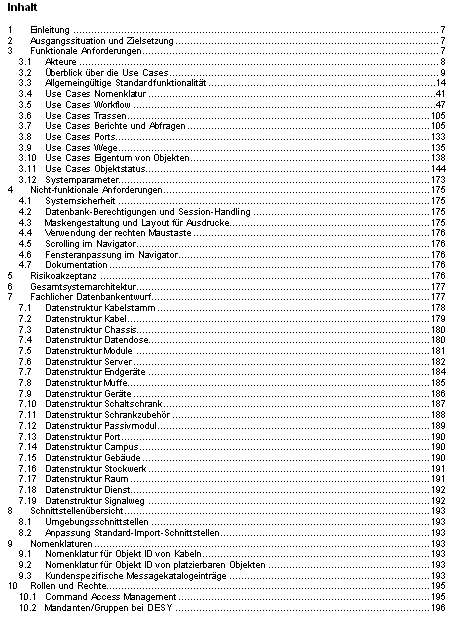 Inhalt
1 Einleitung 7
2 Ausgangssituation und Zielsetzung 7
3 Funktionale Anforderungen 7
3.1 Akteure 8
3.2 Überblick über die Use Cases 9
3.3 Allgemeingültige Standardfunktionalität 14
3.4 Use Cases Nomenklatur 41
3.5 Use Cases Workflow 47
3.6 Use Cases Trassen 105
3.7 Use Cases Berichte und Abfragen 105
3.8 Use Cases Ports 133
3.9 Use Cases Wege 135
3.10 Use Cases Eigentum von Objekten 138
3.11 Use Cases Objektstatus 144
3.12 Systemparameter 173
4 Nicht-funktionale Anforderungen 175
4.1 Systemsicherheit 175
4.2 Datenbank-Berechtigungen und Session-Handling 175
4.3 Maskengestaltung und Layout für Ausdrucke 175
4.4 Verwendung der rechten Maustaste 176
4.5 Scrolling im Navigator 176
4.6 Fensteranpassung im Navigator 176
4.7 Dokumentation 176
5 Risikoakzeptanz 176
6 Gesamtsystemarchitektur 177
7 Fachlicher Datenbankentwurf 177
7.1 Datenstruktur Kabelstamm 178
7.2 Datenstruktur Kabel 179
7.3 Datenstruktur Chassis 180
7.4 Datenstruktur Datendose 180
7.5 Datenstruktur Module 181
7.6 Datenstruktur Server 182
7.7 Datenstruktur Endgeräte 184
7.8 Datenstruktur Muffe 185
7.9 Datenstruktur Geräte 186
7.10 Datenstruktur Schaltschrank 187
7.11 Datenstruktur Schrankzubehör 188
7.12 Datenstruktur Passivmodul 189
7.13 Datenstruktur Port 190
7.14 Datenstruktur Campus 190
7.15 Datenstruktur Gebäude 190
7.16 Datenstruktur Stockwerk 191
7.17 Datenstruktur Raum 191
7.18 Datenstruktur Dienst 192
7.19 Datenstruktur Signalweg 192
8 Schnittstellenübersicht 193
8.1 Umgebungsschnittstellen 193
8.2 Anpassung Standard-Import-Schnittstellen 193
9 Nomenklaturen 193
9.1 Nomenklatur für Objekt ID von Kabeln 193
9.2 Nomenklatur für Objekt ID von platzierbaren Objekten 193
9.3 Kundenspezifische Messagekatalogeinträge 193
10 Rollen und Rechte 195
10.1 Command Access Management 195
10.2 Mandanten/Gruppen bei DESY 196